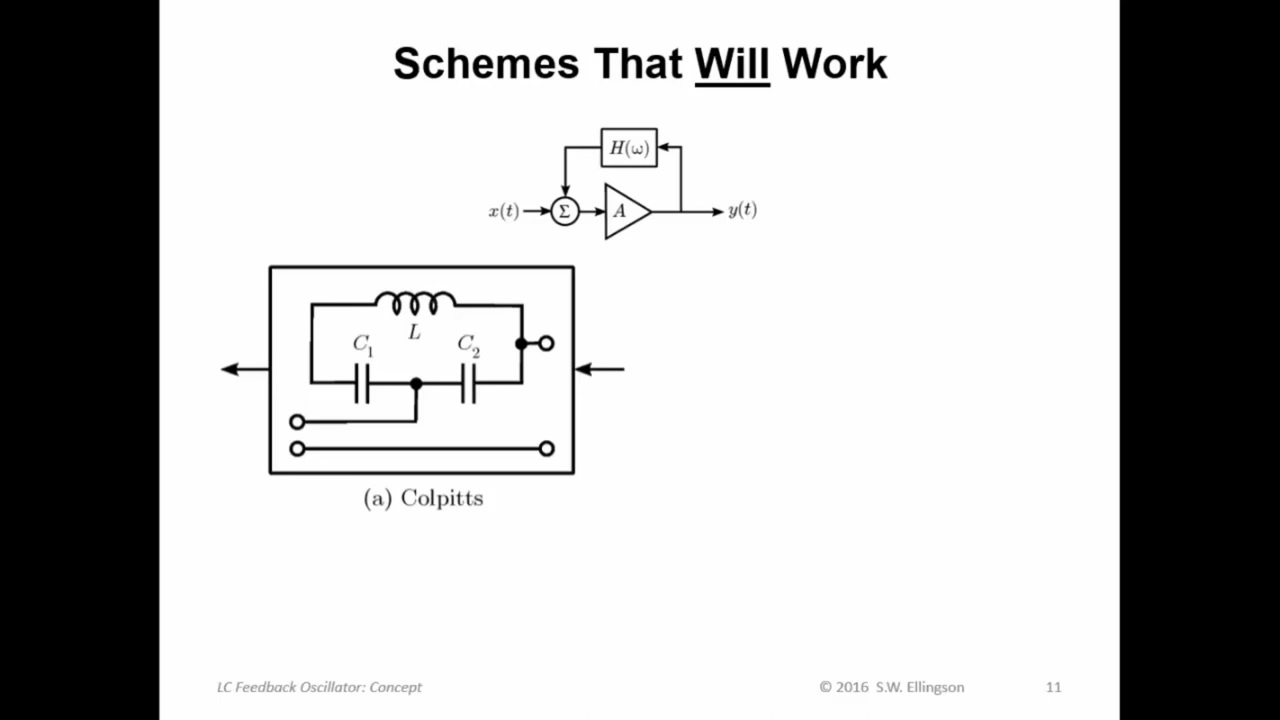 Schemes That Will Work
H(ω)
x(t)
Σ
A
y(t)
L
C₁
C₂
(a) Colpitts
LC Feedback Oscillator: Concept
© 2016 S.W. Ellingson
11